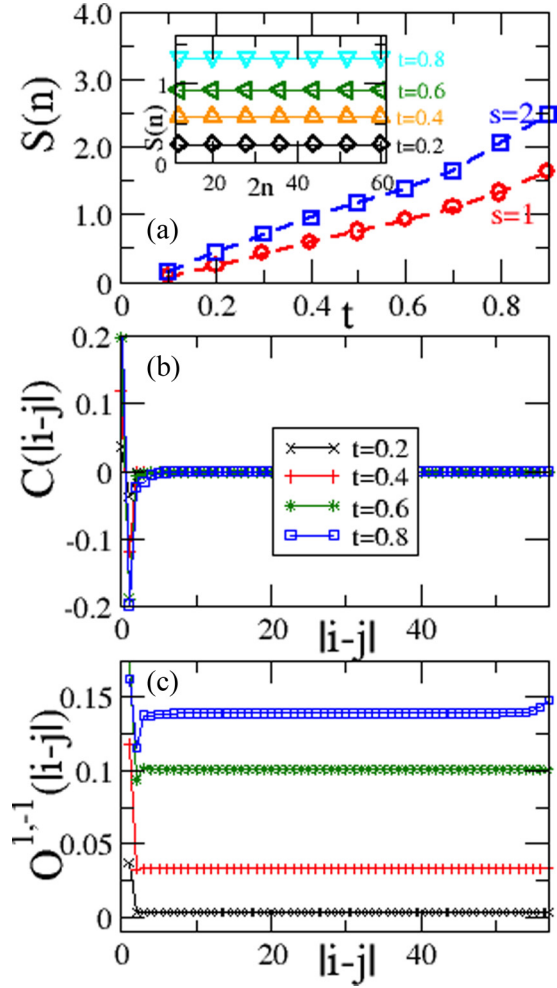 4.0
3.0
2.0
1.0
0
S(n)
1
0
S(n)
t=0.8
t=0.6
t=0.4
t=0.2
20 2n 40 60
s=2
s=1
(a)
0 0.2 0.4 t 0.6 0.8
0.2
0.1
0
-0.1
-0.2
C(|i-j|)
(b)
t=0.2
t=0.4
t=0.6
t=0.8
0 20 |i-j| 40
0.15
0.1
0.05
0
O^{1,-1}(|i-j|)
(c)
0 20 |i-j| 40